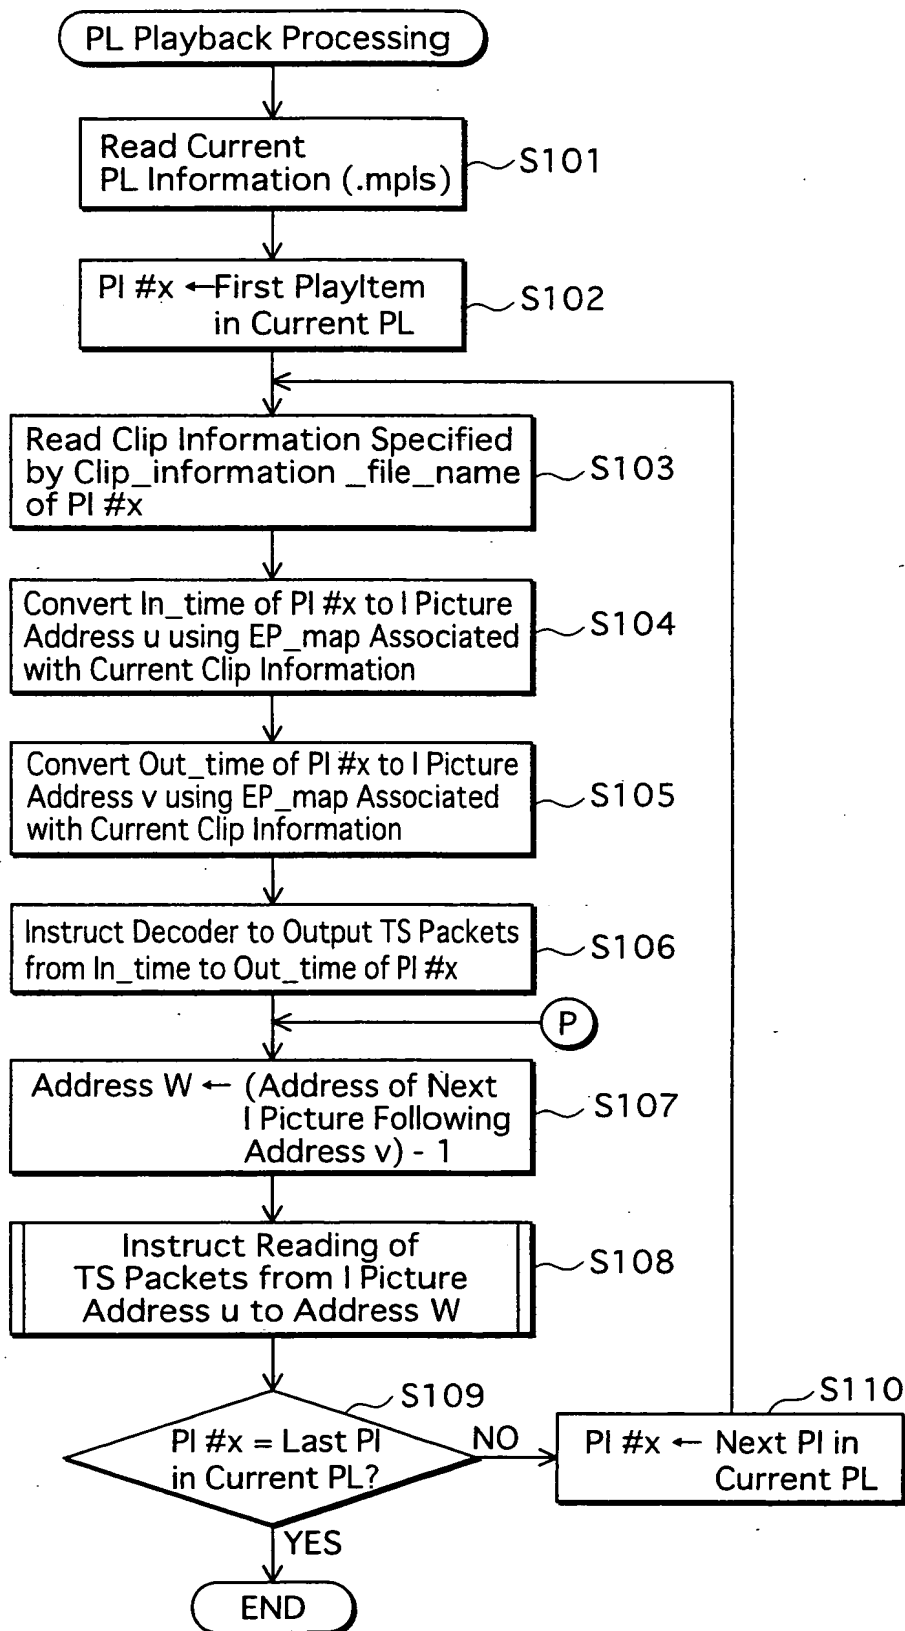 PL Playback Processing
Read Current
PL Information (.mpls)
S101
PI #x ←First PlayItem
in Current PL
S102
Read Clip Information Specified
by Clip_information _file_name
of PI #x
S103
Convert In_time of PI #x to I Picture
Address u using EP_map Associated
with Current Clip Information
S104
Convert Out_time of PI #x to I Picture
Address v using EP_map Associated
with Current Clip Information
S105
Instruct Decoder to Output TS Packets
from In_time to Out_time of PI #x
S106
P
Address W ← (Address of Next
I Picture Following
Address v) - 1
S107
Instruct Reading of
TS Packets from I Picture
Address u to Address W
S108
S109
PI #x = Last PI
in Current PL?
NO
S110
PI #x ← Next PI in
Current PL
YES
END